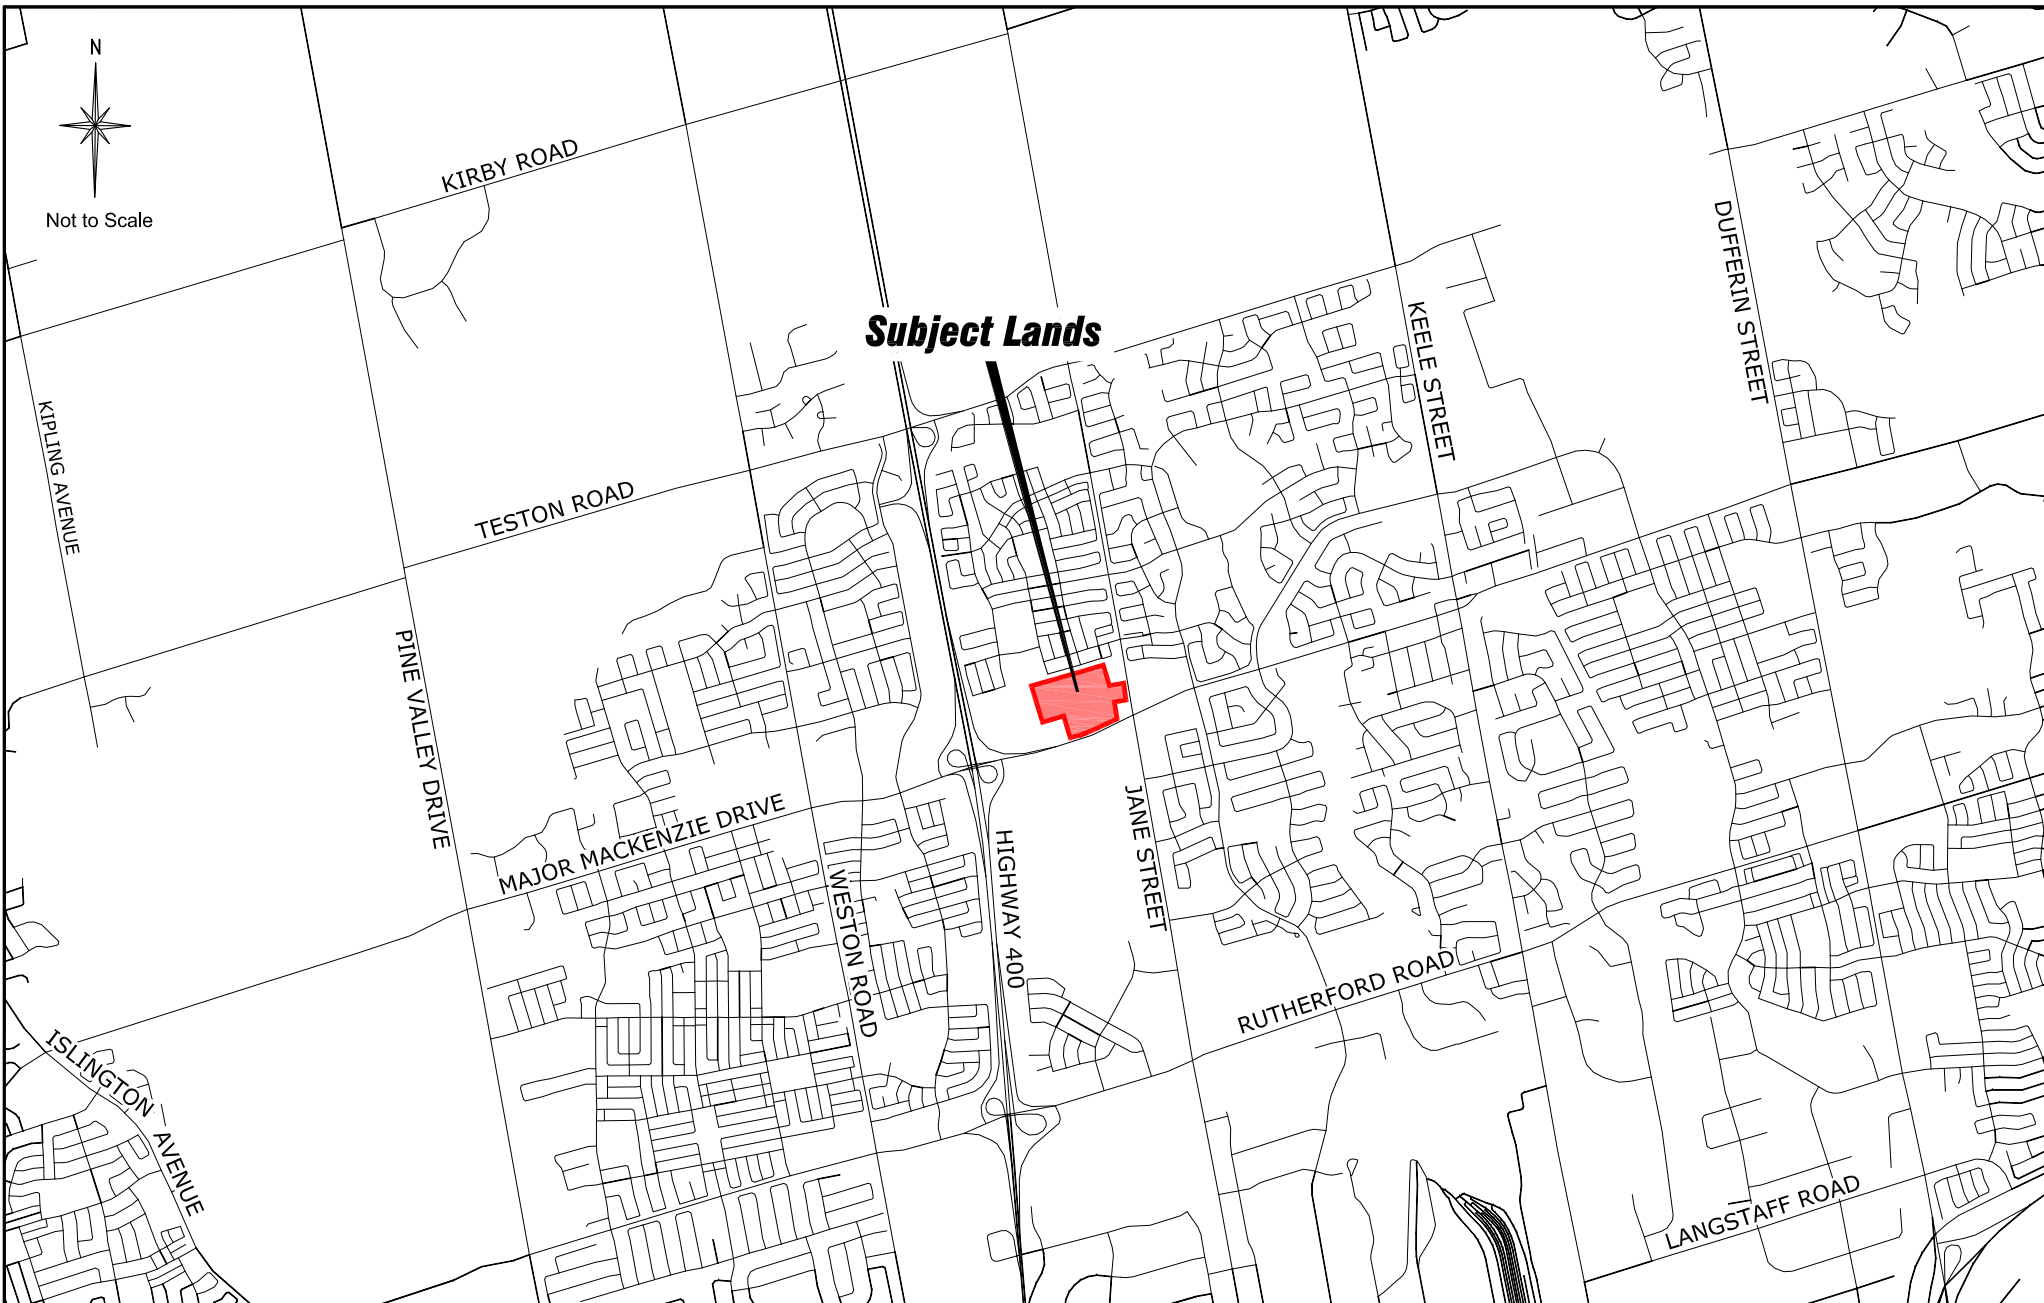 N
Not to Scale
KIRBY ROAD
DUFFERIN STREET
Subject Lands
KEELE STREET
KIPLING AVENUE
TESTON ROAD
PINE VALLEY DRIVE
MAJOR MACKENZIE DRIVE
JANE STREET
HIGHWAY 400
WESTON ROAD
RUTHERFORD ROAD
ISLINGTON
AVENUE
LANGSTAFF ROAD